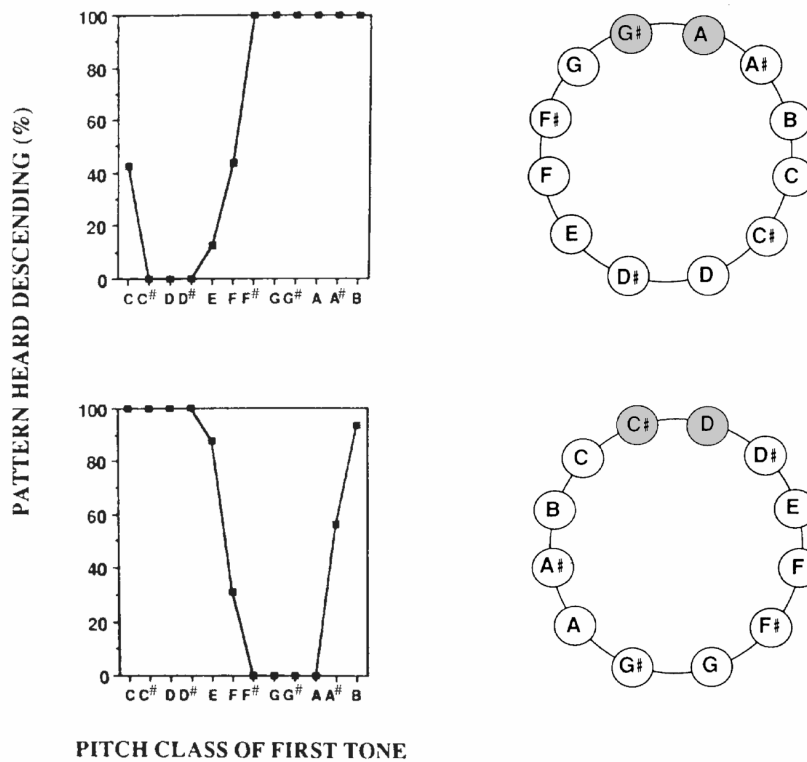 PATTERN HEARD DESCENDING (%)
100
80
60
40
20
0
C C# D D# E F F# G G# A A# B
G♯ A
G A♯
F♯ B
F C
E C♯
D♯ D
100
80
60
40
20
0
C C# D D# E F F# G G# A A# B
C♯ D
C D♯
B E
A♯ F
A F♯
G♯ G
PITCH CLASS OF FIRST TONE